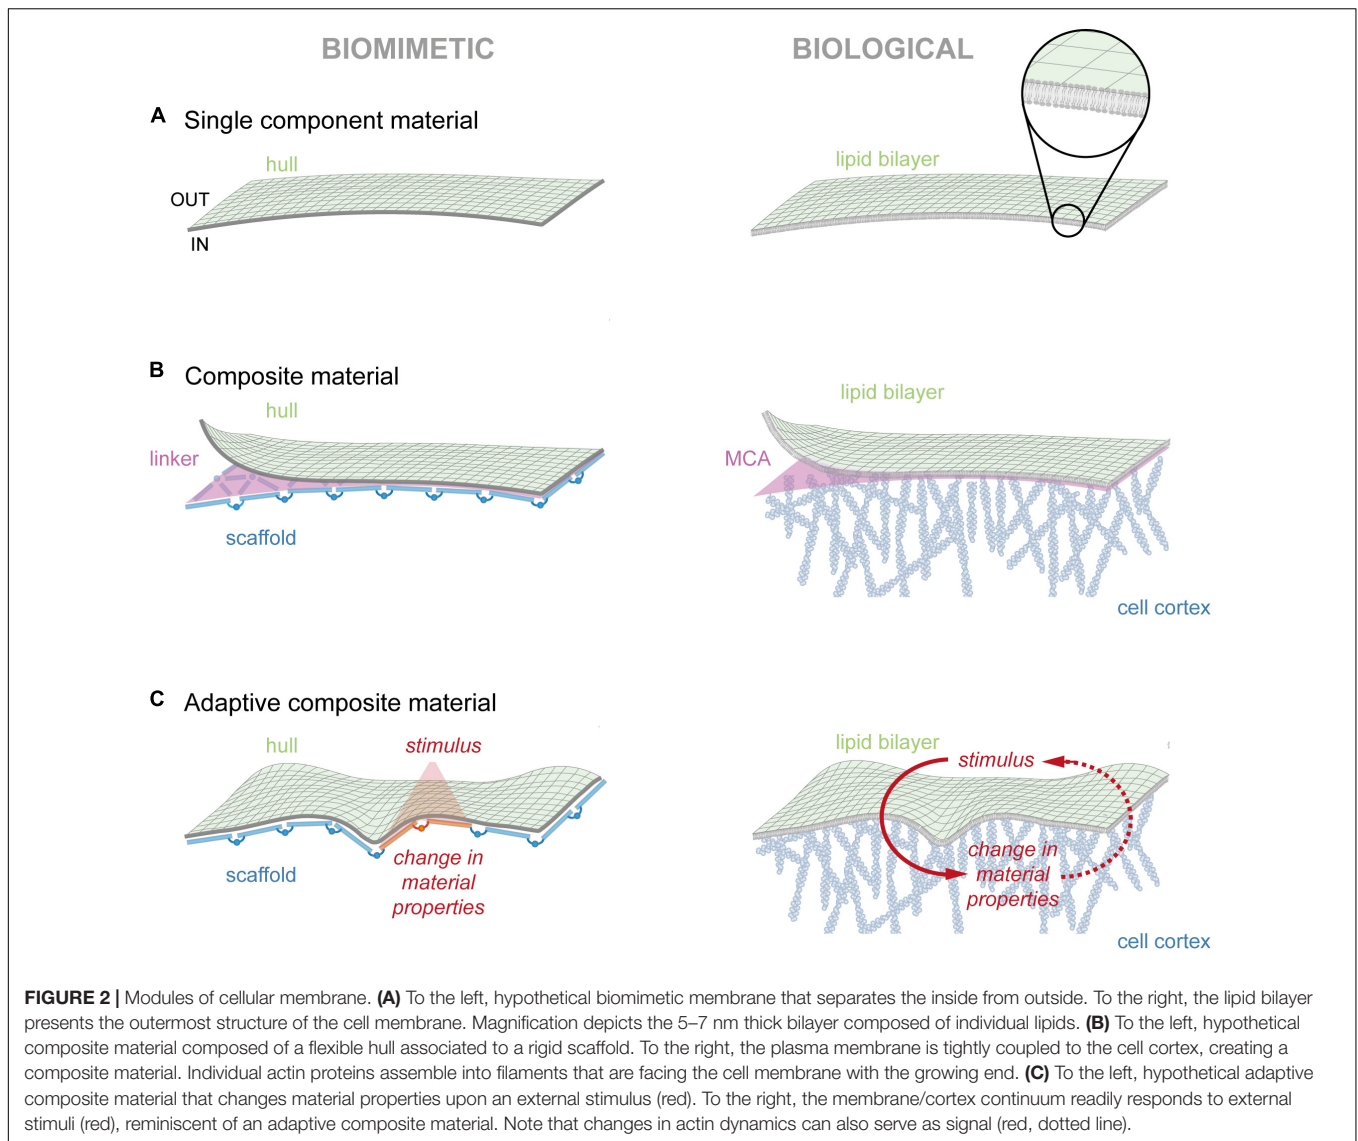 BIOMIMETIC
BIOLOGICAL
A Single component material
hull
OUT
IN
lipid bilayer
B Composite material
hull
linker
scaffold
lipid bilayer
MCA
cell cortex
C Adaptive composite material
hull
stimulus
scaffold
change in
material
properties
lipid bilayer
stimulus
change in
material
properties
cell cortex
FIGURE 2 | Modules of cellular membrane. (A) To the left, hypothetical biomimetic membrane that separates the inside from outside. To the right, the lipid bilayer
presents the outermost structure of the cell membrane. Magnification depicts the 5–7 nm thick bilayer composed of individual lipids. (B) To the left, hypothetical
composite material composed of a flexible hull associated to a rigid scaffold. To the right, the plasma membrane is tightly coupled to the cell cortex, creating a
composite material. Individual actin proteins assemble into filaments that are facing the cell membrane with the growing end. (C) To the left, hypothetical adaptive
composite material that changes material properties upon an external stimulus (red). To the right, the membrane/cortex continuum readily responds to external
stimuli (red), reminiscent of an adaptive composite material. Note that changes in actin dynamics can also serve as signal (red, dotted line).